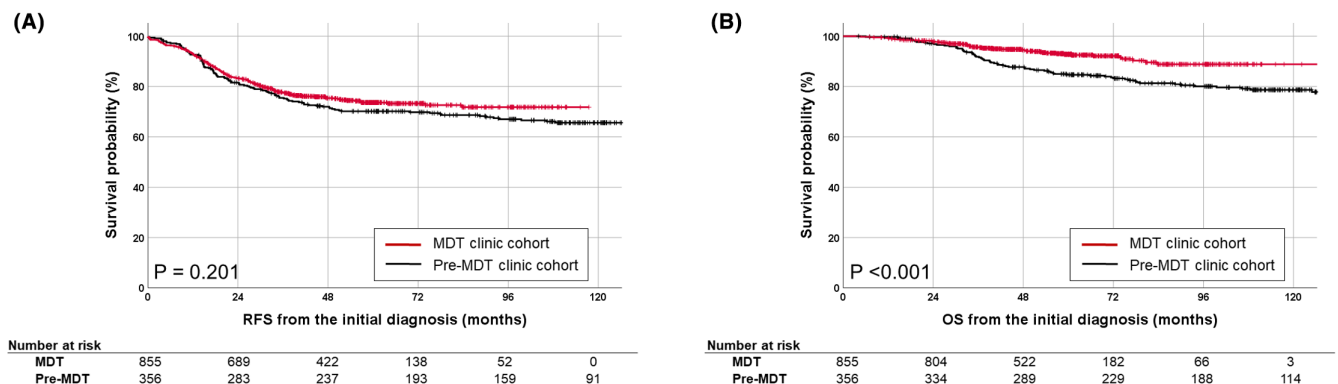 (A)
100
80
60
40
20
0
Survival probability (%)
MDT clinic cohort
Pre-MDT clinic cohort
P = 0.201
0 24 48 72 96 120
RFS from the initial diagnosis (months)
Number at risk
MDT 855 689 422 138 52 0
Pre-MDT 356 283 237 193 159 91
(B)
100
80
60
40
20
0
Survival probability (%)
MDT clinic cohort
Pre-MDT clinic cohort
P <0.001
0 24 48 72 96 120
OS from the initial diagnosis (months)
Number at risk
MDT 855 804 522 182 66 3
Pre-MDT 356 334 289 229 188 114